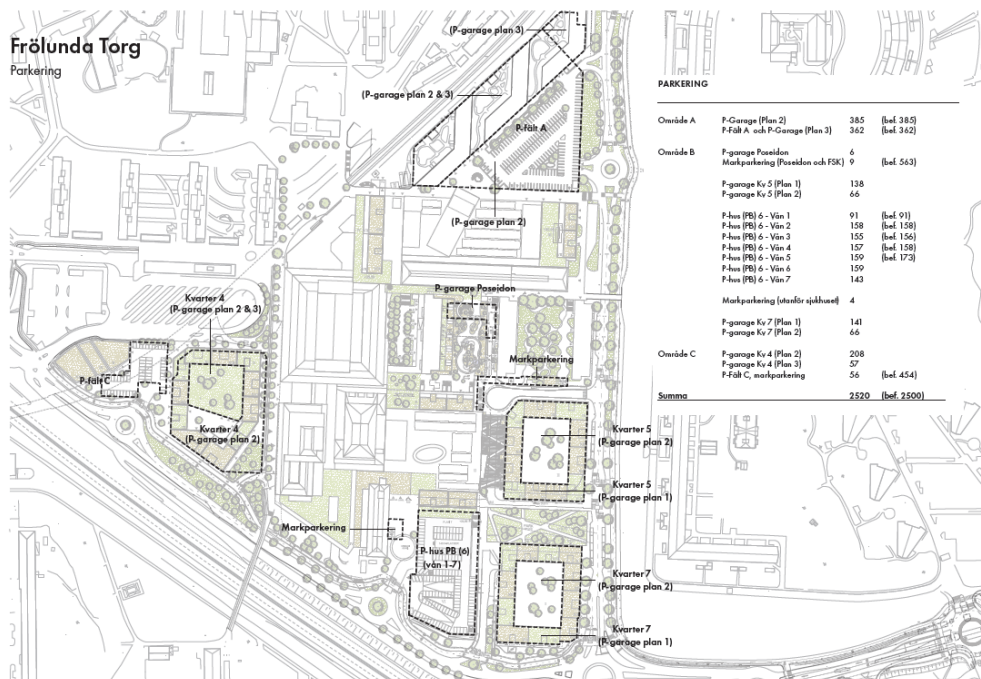 Frölunda Torg
Parkering
(P-garage plan 3)
(P-garage plan 2 & 3)
P-fält A
(P-garage plan 2)
P-garage Poseidon
Kvarter 4
(P-garage plan 2 & 3)
Markparkering
P-fält C
Kvarter 4
(P-garage plan 2)
Kvarter 5
(P-garage plan 2)
Kvarter 5
(P-garage plan 1)
Markparkering
P-hus PB (6)
(vån 1-7)
Kvarter 7
(P-garage plan 2)
Kvarter 7
(P-garage plan 1)
PARKERING
Område A P-Garage (Plan 2) 385 (bef. 385)
P-Fält A och P-Garage (Plan 3) 362 (bef. 362)
Område B P-garage Poseidon 6
Markparkering (Poseidon och FSK) 9 (bef. 563)
P-garage Kv 5 (Plan 1) 138
P-garage Kv 5 (Plan 2) 66
P-hus (PB) 6 - Vån 1 91 (bef. 91)
P-hus (PB) 6 - Vån 2 158 (bef. 158)
P-hus (PB) 6 - Vån 3 155 (bef. 156)
P-hus (PB) 6 - Vån 4 157 (bef. 158)
P-hus (PB) 6 - Vån 5 159 (bef. 173)
P-hus (PB) 6 - Vån 6 159
P-hus (PB) 6 - Vån 7 143
Markparkering (utanför sjukhuset) 4
P-garage Kv 7 (Plan 1) 141
P-garage Kv 7 (Plan 2) 66
Område C P-garage Kv 4 (Plan 2) 208
P-garage Kv 4 (Plan 3) 57
P-Fält C, markparkering 56 (bef. 454)
Summa 2520 (bef. 2500)